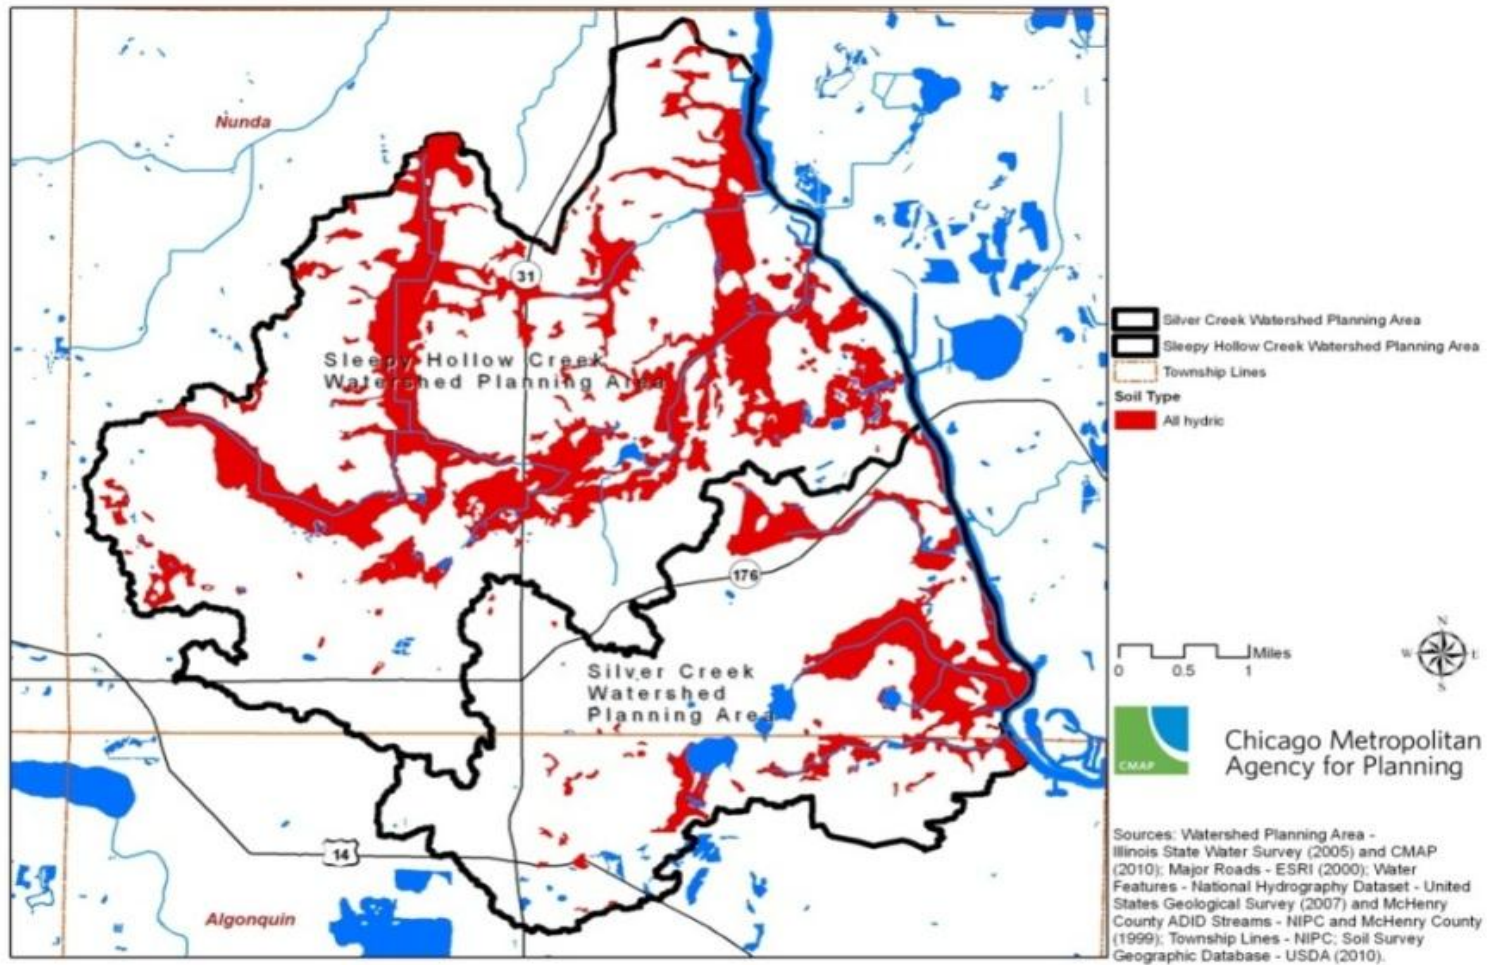 Nunda
31
Sleepy Hollow Creek
Watershed Planning Area
176
Silver Creek
Watershed
Planning Area
14
Algonquin
Silver Creek Watershed Planning Area
Sleepy Hollow Creek Watershed Planning Area
Township Lines
Soil Type
All hydric
N
W E
S
Miles
0 0.5 1
CMAP
Chicago Metropolitan
Agency for Planning
Sources: Watershed Planning Area -
Illinois State Water Survey (2005) and CMAP
(2010); Major Roads - ESRI (2000); Water
Features - National Hydrography Dataset - United
States Geological Survey (2007) and McHenry
County ADID Streams - NIPC and McHenry County
(1999); Township Lines - NIPC; Soil Survey
Geographic Database - USDA (2010).